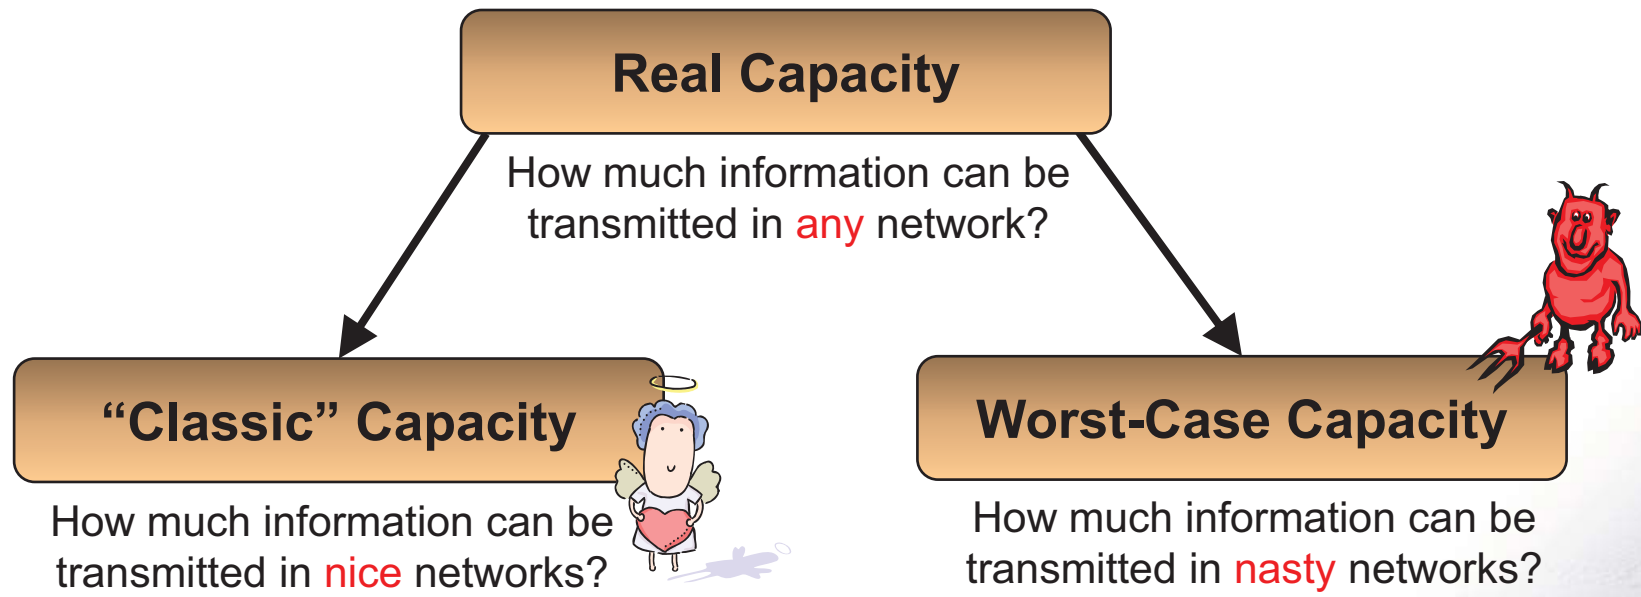 Real Capacity
How much information can be
transmitted in any network?
“Classic” Capacity
How much information can be
transmitted in nice networks?
Worst-Case Capacity
How much information can be
transmitted in nasty networks?